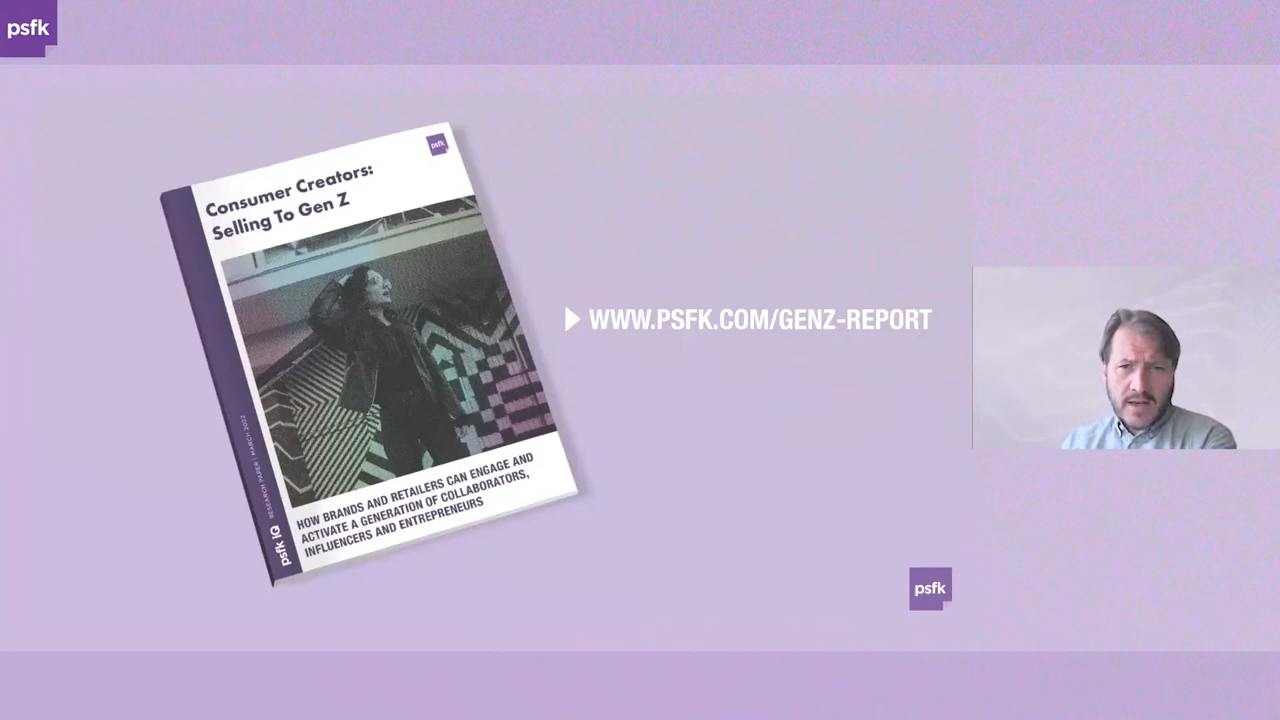 psfk
psfk
Consumer Creators:
Selling To Gen Z
WWW.PSFK.COM/GENZ-REPORT
HOW BRANDS AND RETAILERS CAN ENGAGE AND
ACTIVATE A GENERATION OF COLLABORATORS,
INFLUENCERS AND ENTREPRENEURS
psfk iQ RESEARCH PAPER | MARCH 2022
psfk